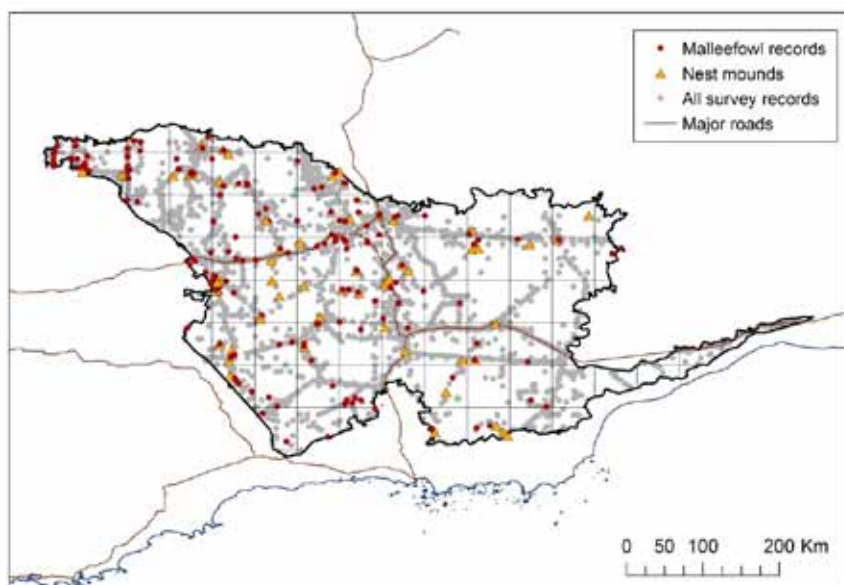 Malleefowl records
Nest mounds
All survey records
Major roads
0 50 100 200 Km